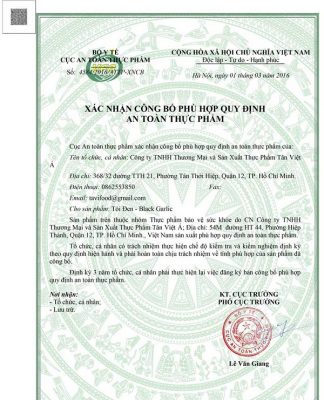 BỘ Y TẾ
CỤC AN TOÀN THỰC PHẨM
CỘNG HÒA XÃ HỘI CHỦ NGHĨA VIỆT NAM
Độc lập - Tự do - Hạnh phúc
Số: /2016/ATTP-XNCB
Hà Nội, ngày 01 tháng 03 năm 2016
XÁC NHẬN CÔNG BỐ PHÙ HỢP QUY ĐỊNH
AN TOÀN THỰC PHẨM
Cục An toàn thực phẩm xác nhận công bố phù hợp quy định an toàn thực phẩm của:
Tên tổ chức, cá nhân: Công ty TNHH Thương Mại và Sản Xuất Thực Phẩm Tân Việt
Á
Địa chỉ: 368/32 đường TTH 21, Phường Tân Thới Hiệp, Quận 12, TP. Hồ Chí Minh.
Điện thoại: 0862553850
Email: tavifood@gmail.com
Cho sản phẩm: Tỏi Đen - Black Garlic
Sản phẩm trên thuộc nhóm Thực phẩm bảo vệ sức khỏe do CN Công ty TNHH
Thương Mại và Sản Xuất Thực Phẩm Tân Việt Á; Địa chỉ: 54M đường HT 44, Phường Hiệp
Thành, Quận 12, TP. Hồ Chí Minh., Việt Nam sản xuất phù hợp quy định an toàn thực phẩm.
Tổ chức, cá nhân có trách nhiệm thực hiện chế độ kiểm tra và kiểm nghiệm định kỳ
theo quy định hiện hành và phải hoàn toàn chịu trách nhiệm về tính phù hợp của sản phẩm đã
công bố.
Định kỳ 3 năm tổ chức, cá nhân phải thực hiện lại việc đăng ký bản công bố phù hợp
quy định an toàn thực phẩm.
Nơi nhận:
- Tổ chức, cá nhân;
- Lưu trữ.
KT. CỤC TRƯỞNG
PHÓ CỤC TRƯỞNG
Lê Văn Giang